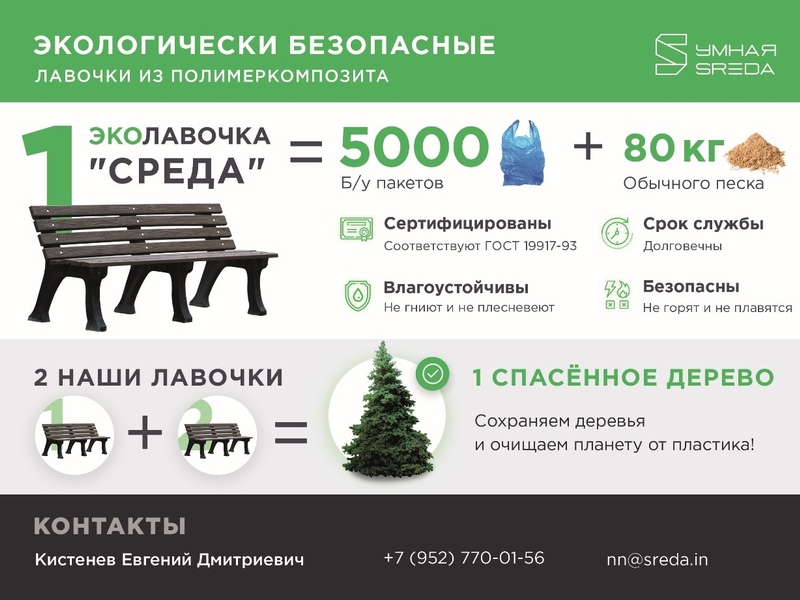 ЭКОЛОГИЧЕСКИ БЕЗОПАСНЫЕ
ЛАВОЧКИ ИЗ ПОЛИМЕРКОМПОЗИТА
УМНАЯ
SREDA
1 ЭКОЛАВОЧКА
"СРЕДА"
= 5000
Б/у пакетов
+ 80 кг
Обычного песка
Сертифицированы
Соответствуют ГОСТ 19917-93
Срок службы
Долговечны
Влагоустойчивы
Не гниют и не плесневеют
Безопасны
Не горят и не плавятся
2 НАШИ ЛАВОЧКИ
1 + 2 =
1 СПАСЁННОЕ ДЕРЕВО
Сохраняем деревья
и очищаем планету от пластика!
КОНТАКТЫ
Кистенев Евгений Дмитриевич
+7 (952) 770-01-56
nn@sreda.in